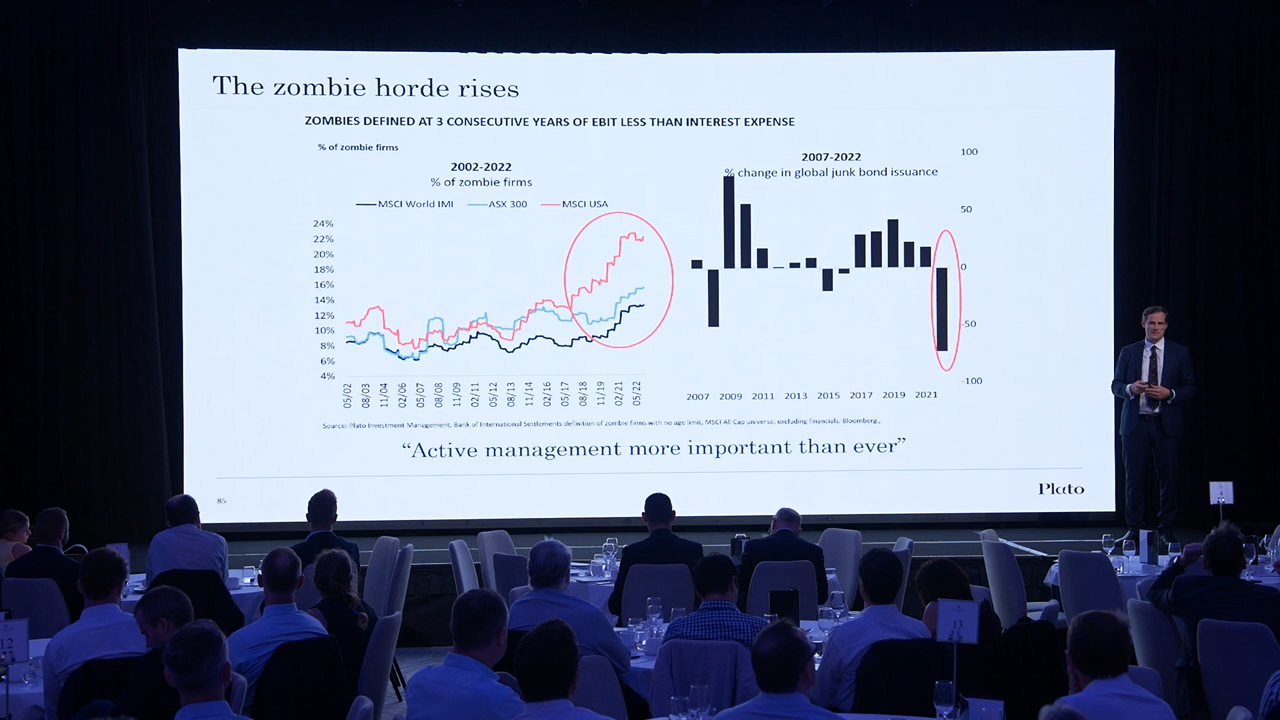 The zombie horde rises
ZOMBIES DEFINED AT 3 CONSECUTIVE YEARS OF EBIT LESS THAN INTEREST EXPENSE
% of zombie firms
2002-2022
% of zombie firms
MSCI World IMI ASX 300 MSCI USA
24%
22%
20%
18%
16%
14%
12%
10%
8%
6%
4%
05/02 08/03 11/04 02/06 05/07 08/08 11/09 02/11 05/12 08/13 11/14 02/16 05/17 08/18 11/19 02/21 05/22
2007-2022
% change in global junk bond issuance
100
50
0
-50
-100
2007 2009 2011 2013 2015 2017 2019 2021
Source: Plato Investment Management, Bank of International Settlements definition of zombie firms with no age limit, MSCI All Cap universe, excluding financials. Bloomberg.,
“Active management more important than ever”
85
Plato
12
13